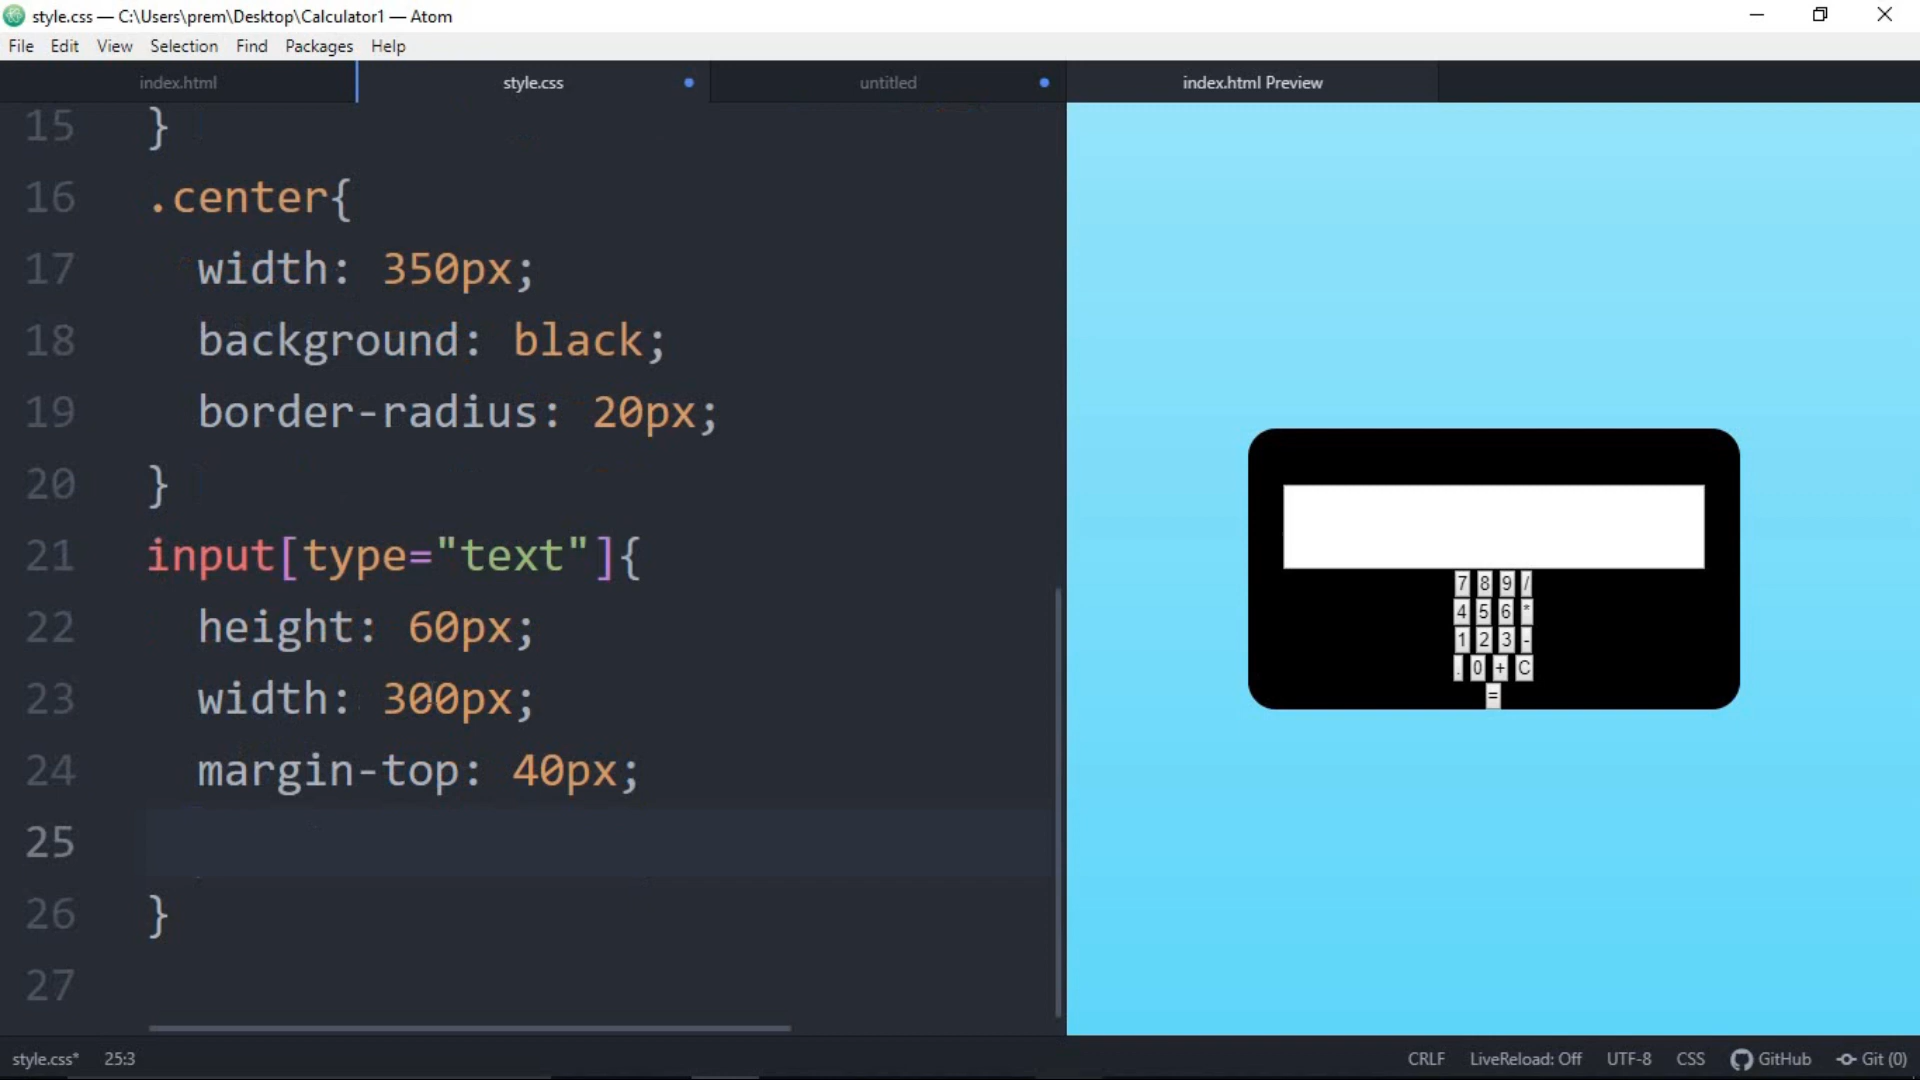 style.css — C:\Users\prem\Desktop\Calculator1 — Atom
File Edit View Selection Find Packages Help
index.html style.css untitled index.html Preview
15 }
16 .center{
17 width: 350px;
18 background: black;
19 border-radius: 20px;
20 }
21 input[type="text"]{
22 height: 60px;
23 width: 300px;
24 margin-top: 40px;
25
26 }
27
7 8 9 /
4 5 6 *
1 2 3 -
. 0 + C
=
style.css* 25:3 CRLF LiveReload: Off UTF-8 CSS GitHub Git (0)